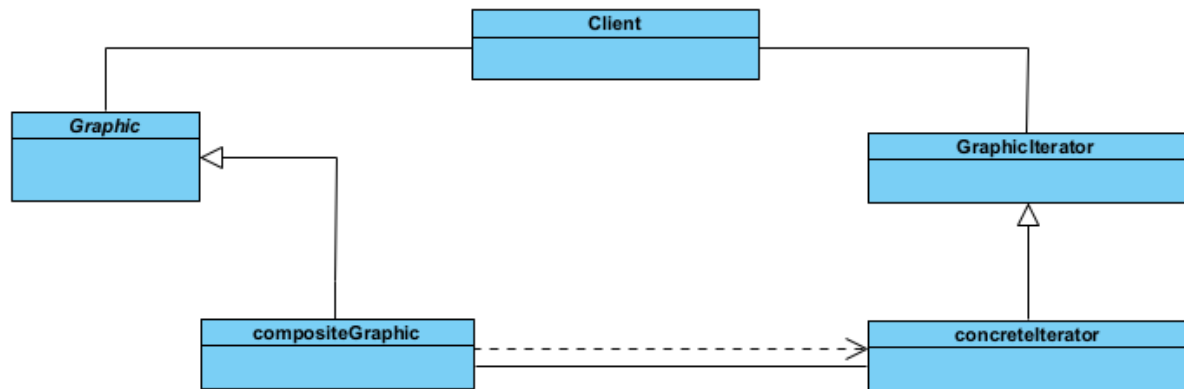 Client
Graphic
GraphicIterator
compositeGraphic
concreteIterator